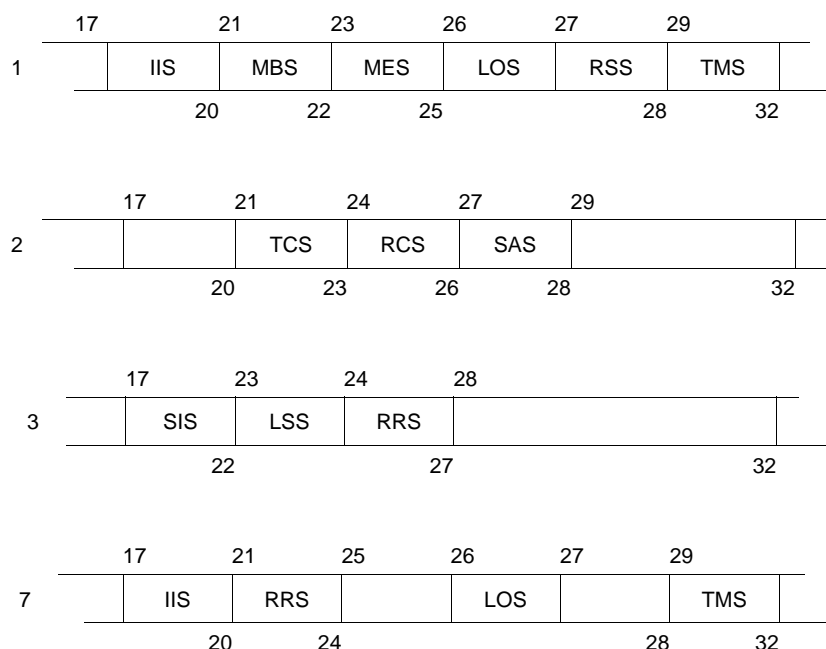 17 21 23 26 27 29
1 IIS MBS MES LOS RSS TMS
20 22 25 28 32
17 21 24 27 29
2 TCS RCS SAS
20 23 26 28 32
17 23 24 28
3 SIS LSS RRS
22 27 32
17 21 25 26 27 29
7 IIS RRS LOS TMS
20 24 28 32